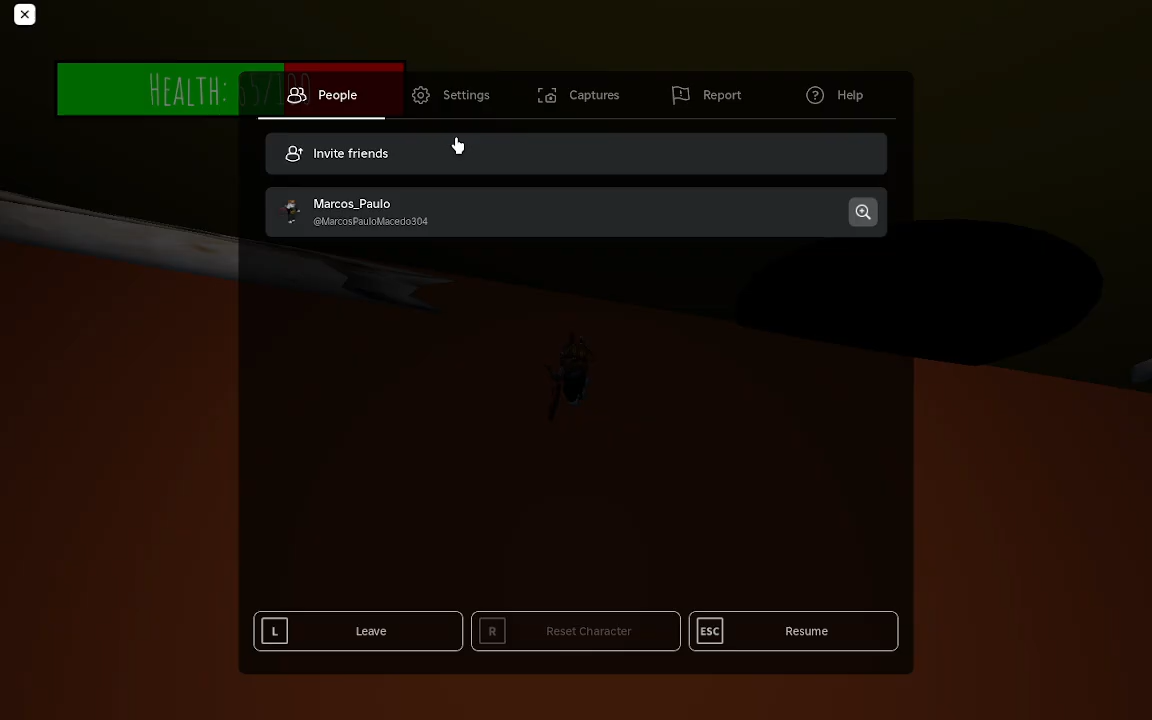 Health:
People
Settings
Captures
Report
Help
Invite friends
Marcos_Paulo
@MarcosPauloMacedo304
L
Leave
R
Reset Character
ESC
Resume